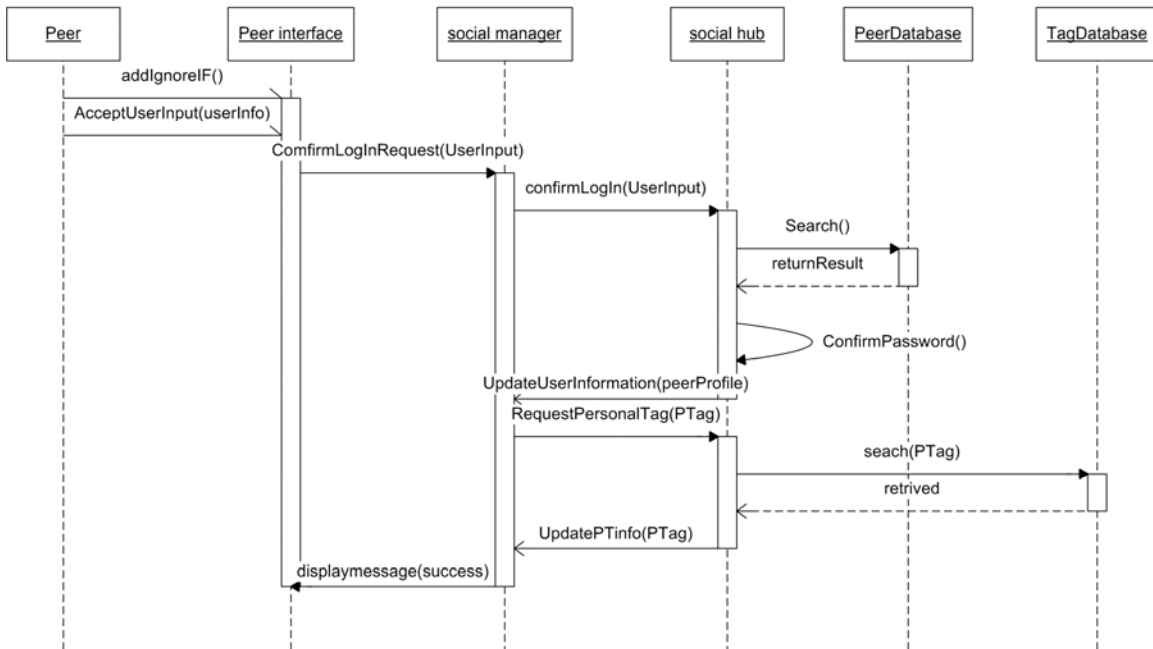 Peer
Peer interface
social manager
social hub
PeerDatabase
TagDatabase
addIgnoreIF()
AcceptUserInput(userInfo)
ComfirmLogInRequest(UserInput)
confirmLogIn(UserInput)
Search()
returnResult
ConfirmPassword()
UpdateUserInformation(peerProfile)
RequestPersonalTag(PTag)
seach(PTag)
retrived
UpdatePTinfo(PTag)
displaymessage(success)